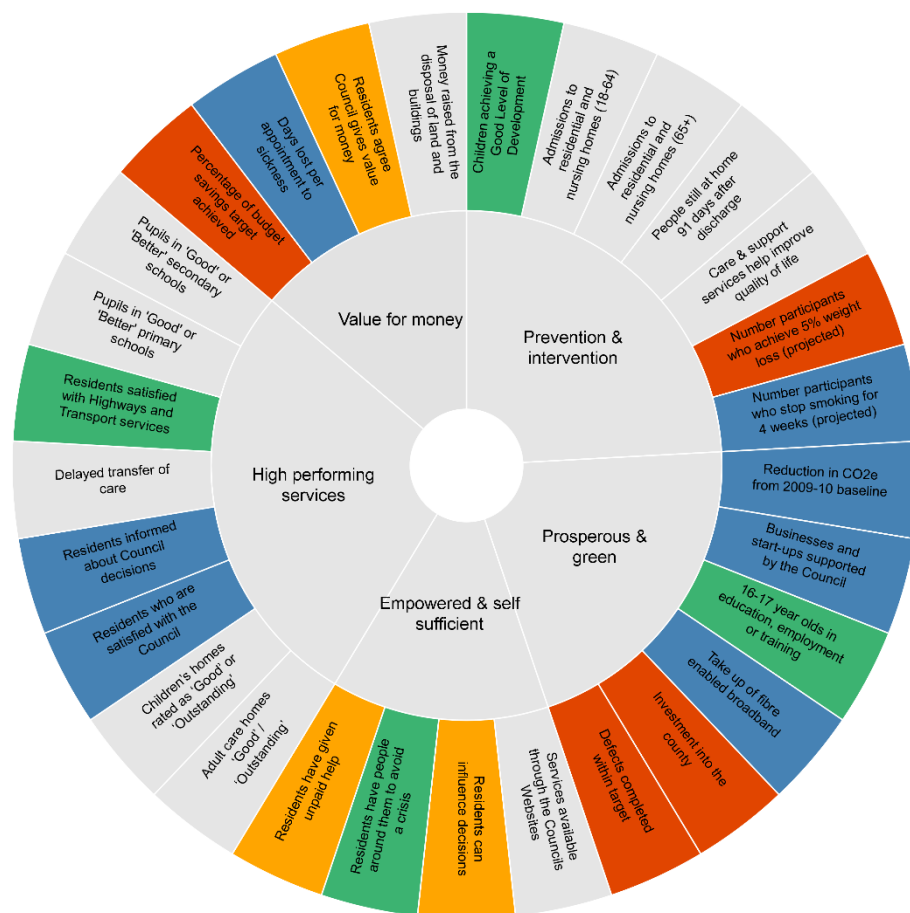 Children achieving a
Good Level of
Development
Admissions to
residential and
nursing homes (18-64)
Admissions to
residential and
nursing homes (65+)
People still at home
91 days after
discharge
Care & support
services help improve
quality of life
Number participants
who achieve 5% weight
loss (projected)
Number participants
who stop smoking for
4 weeks (projected)
Reduction in CO2e
from 2009-10 baseline
Businesses and
start-ups supported
by the Council
16-17 year olds in
education, employment
or training
Take up of fibre
enabled broadband
Investment into the
county
Defects completed
within target
Services available
through the Councils
Websites
Residents can
influence decisions
Residents have people
around them to avoid
a crisis
Residents have given
unpaid help
Adult care homes
'Good' /
'Outstanding'
Children's homes
rated as 'Good' or
'Outstanding'
Residents who are
satisfied with the
Council
Residents informed
about Council
decisions
Delayed transfer of
care
Residents satisfied
with Highways and
Transport services
Pupils in 'Good' or
'Better' primary
schools
Pupils in 'Good' or
'Better' secondary
schools
Percentage of budget
savings target
achieved
Days lost per
appointment to
sickness
Residents agree
Council gives value
for money
Money raised from the
disposal of land and
buildings
Prevention &
intervention
Prosperous &
green
Empowered & self
sufficient
High performing
services
Value for money